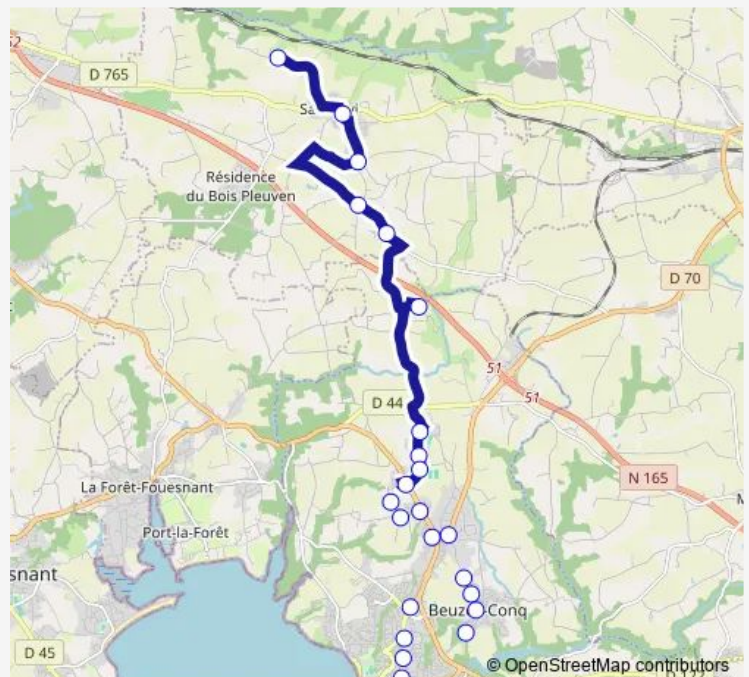 52
D 765
Résidence
du Bois Pleuven
D 70
51
51
D 44
N 165
La Forêt-Fouesnant
Port-la-Forêt
snant
D 45
© OpenStreetMap contributors